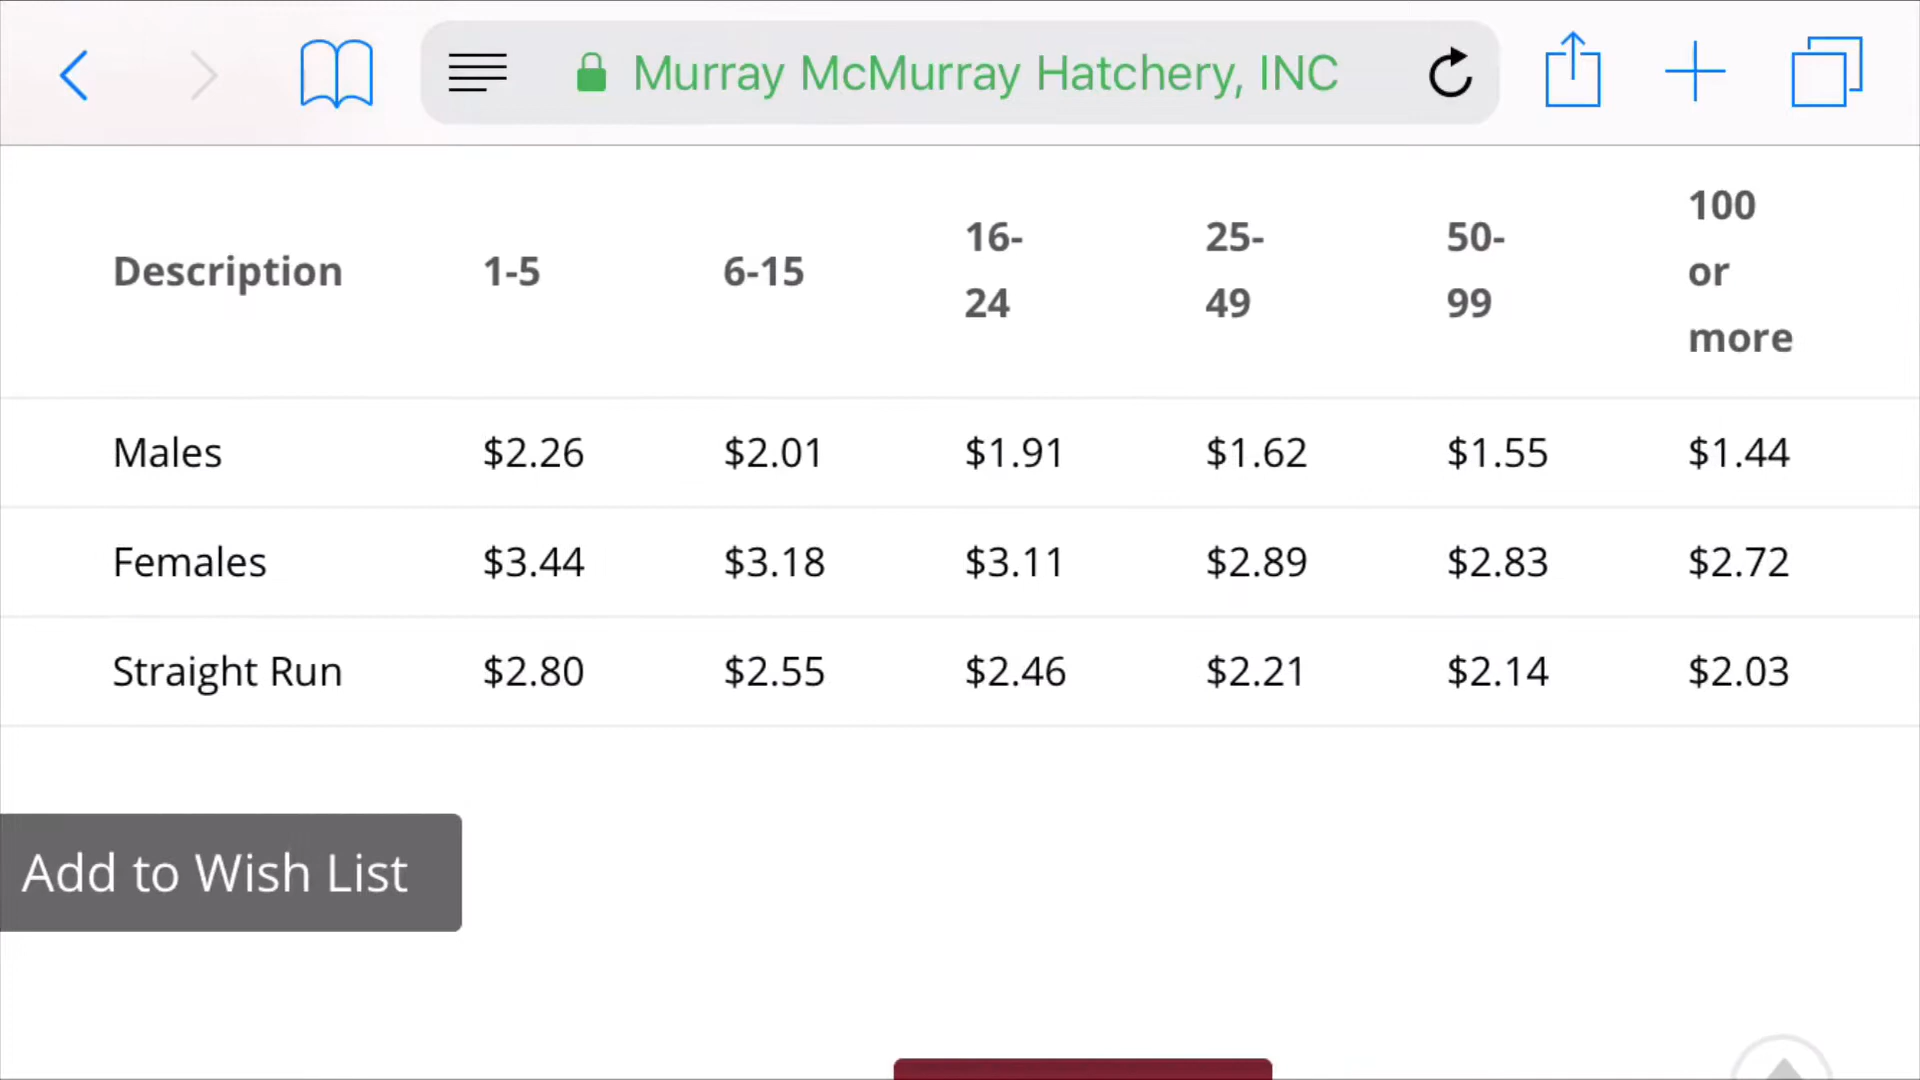 Murray McMurray Hatchery, INC
Description 1-5 6-15 16-24 25-49 50-99 100 or more
Males $2.26 $2.01 $1.91 $1.62 $1.55 $1.44
Females $3.44 $3.18 $3.11 $2.89 $2.83 $2.72
Straight Run $2.80 $2.55 $2.46 $2.21 $2.14 $2.03
Add to Wish List